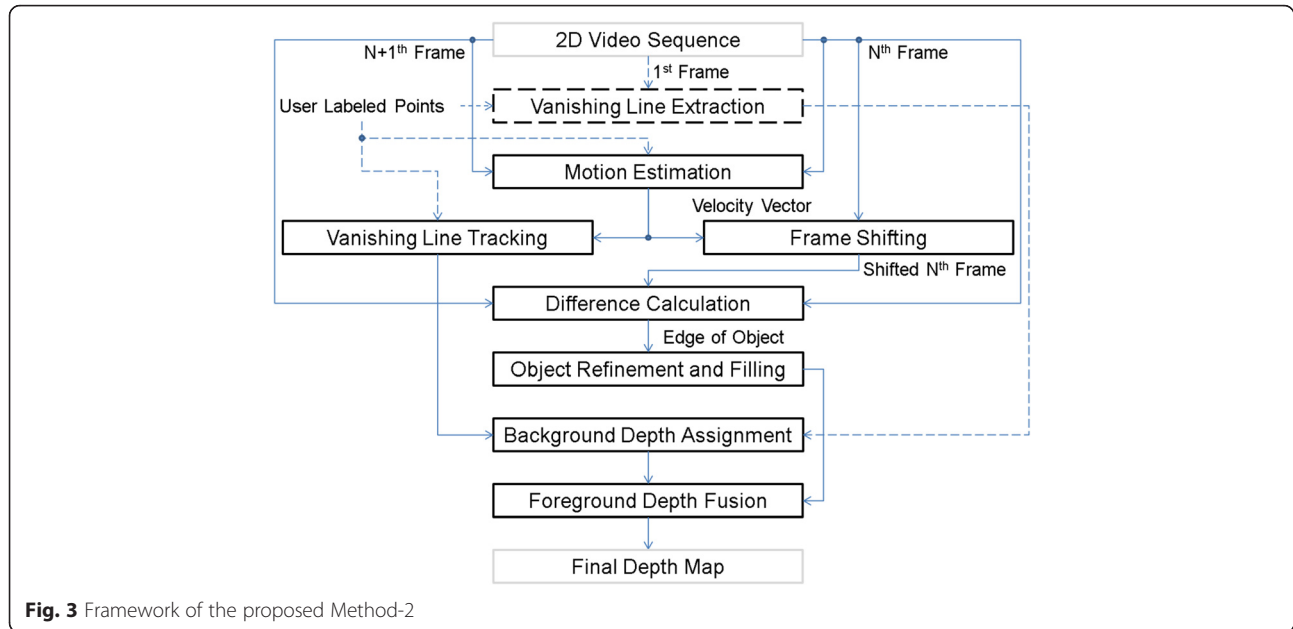 2D Video Sequence
N+1th Frame
Nth Frame
1st Frame
User Labeled Points
Vanishing Line Extraction
Motion Estimation
Velocity Vector
Vanishing Line Tracking
Frame Shifting
Shifted Nth Frame
Difference Calculation
Edge of Object
Object Refinement and Filling
Background Depth Assignment
Foreground Depth Fusion
Final Depth Map
Fig. 3 Framework of the proposed Method-2